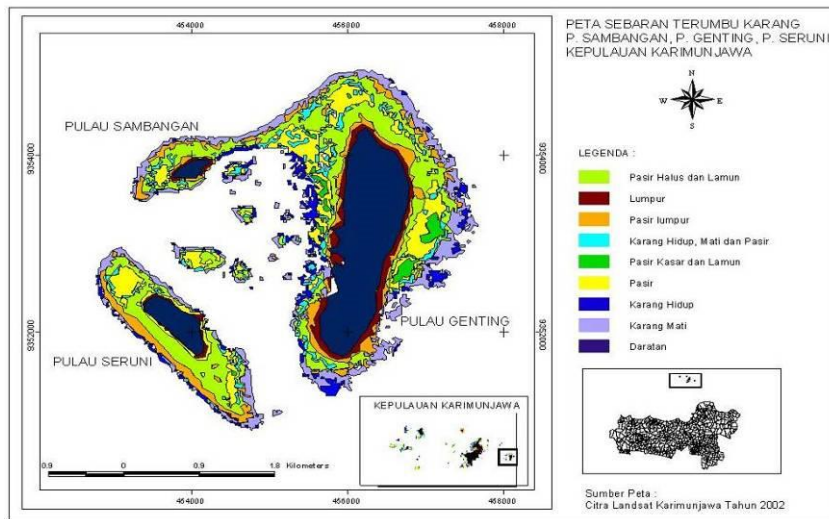 PETA SEBARAN TERUMBU KARANG
P. SAMBANGAN, P. GENTING, P. SERUNI
KEPULAUAN KARIMUNJAWA
N
W E
S
LEGENDA :
Pasir Halus dan Lamun
Lumpur
Pasir lumpur
Karang Hidup, Mati dan Pasir
Pasir Kasar dan Lamun
Pasir
Karang Hidup
Karang Mati
Daratan
Sumber Peta :
Citra Landsat Karimunjawa Tahun 2002
454000 456000 458000
PULAU SAMBANGAN
9354000 9354000
PULAU GENTING
9352000 9352000
PULAU SERUNI
KEPULAUAN KARIMUNJAWA
0.9 0 0.9 1.8 Kilometers
454000 456000 458000